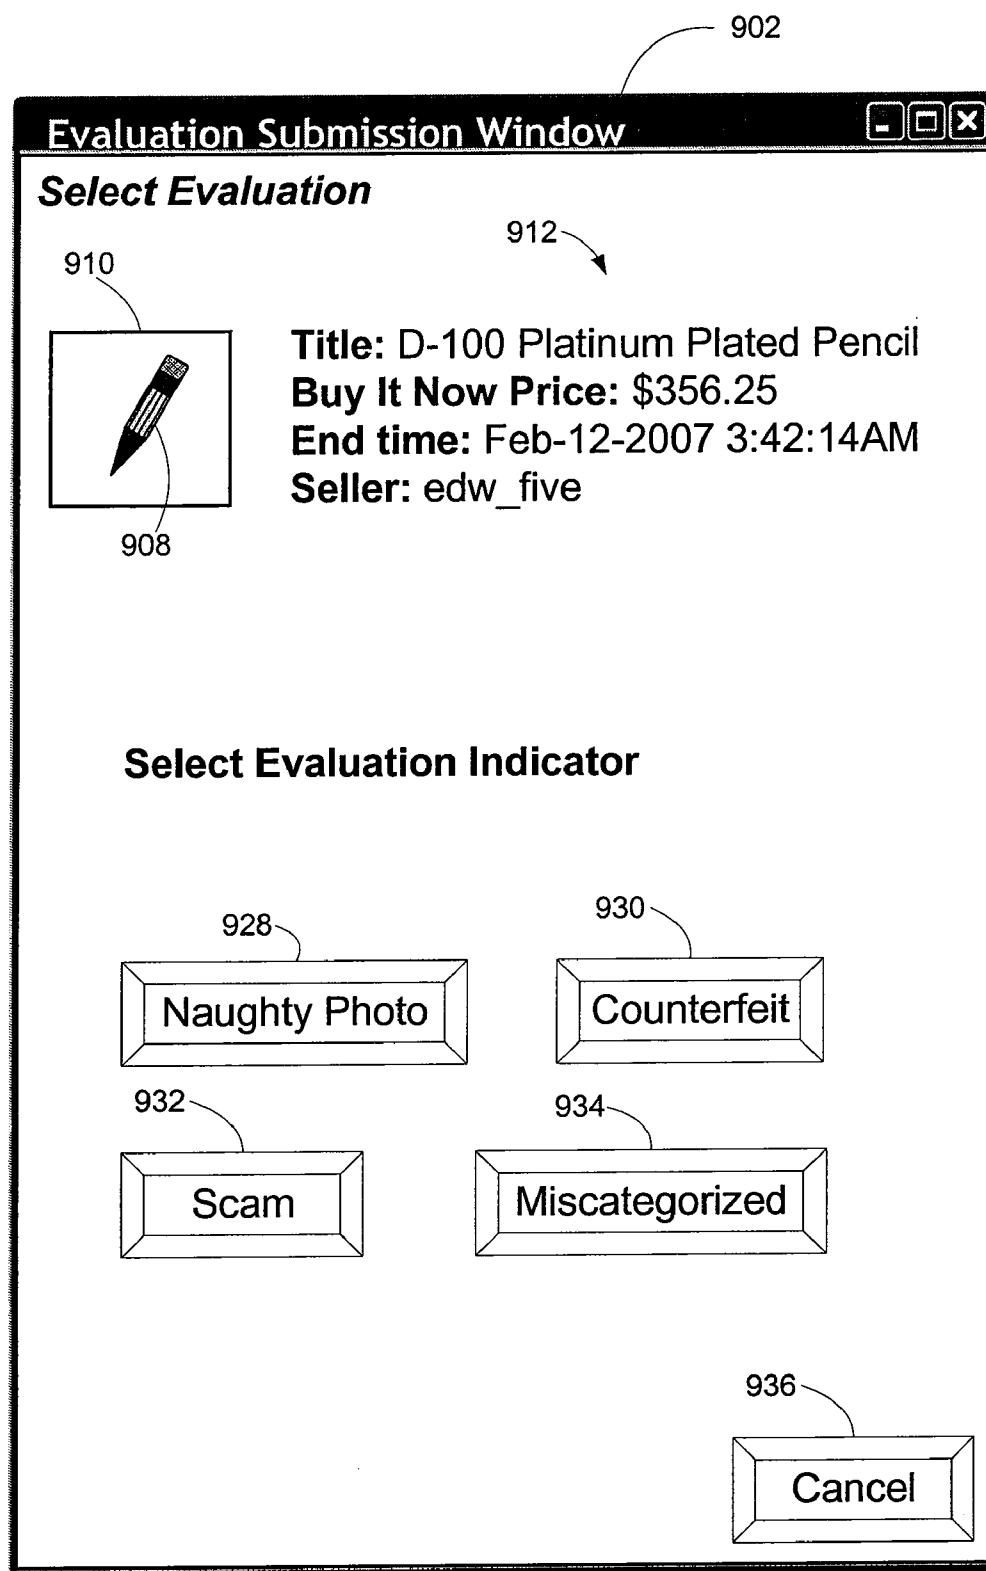 902
Evaluation Submission Window
Select Evaluation
912
910
Title: D-100 Platinum Plated Pencil
Buy It Now Price: $356.25
End time: Feb-12-2007 3:42:14AM
Seller: edw_five
908
Select Evaluation Indicator
928
930
Naughty Photo
Counterfeit
932
934
Scam
Miscategorized
936
Cancel